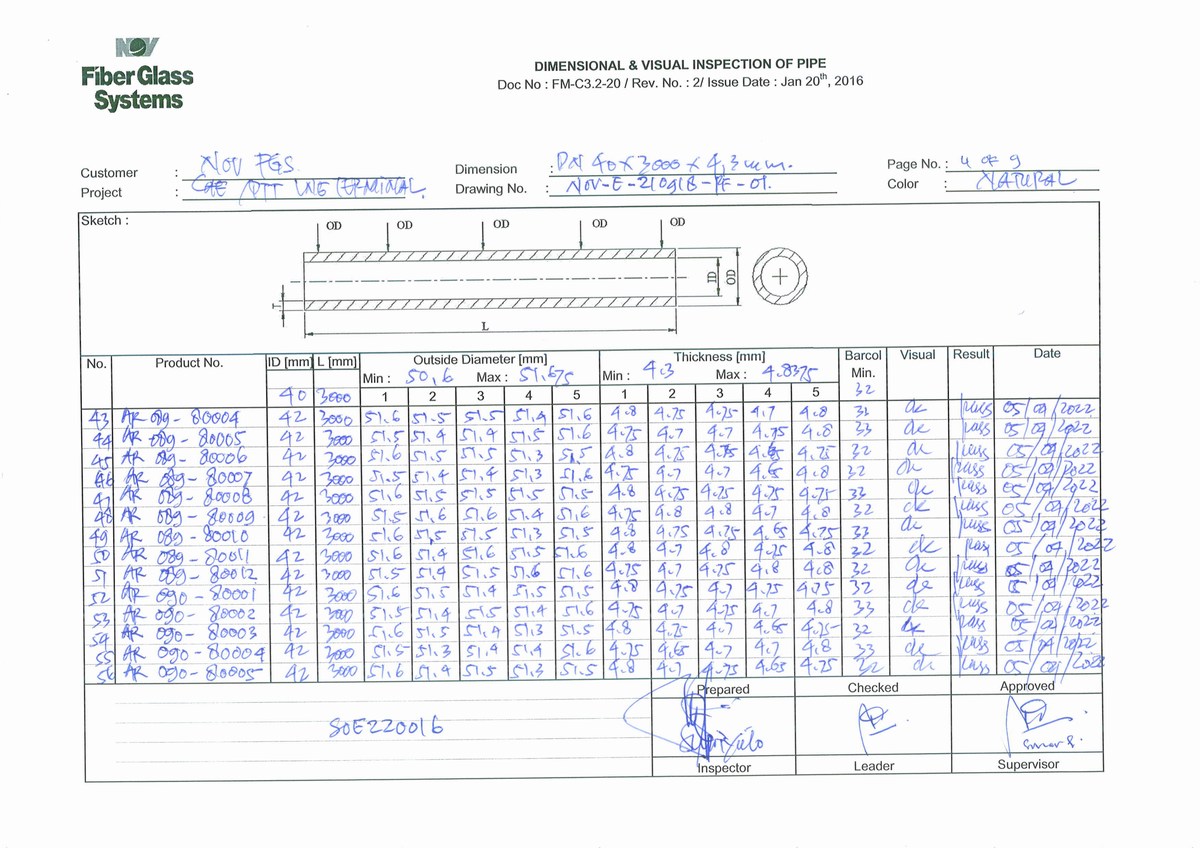 NOV
Fiber Glass
Systems
DIMENSIONAL & VISUAL INSPECTION OF PIPE
Doc No : FM-C3.2-20 / Rev. No. : 2/ Issue Date : Jan 20th, 2016
Customer : NOV FGS Dimension : DN 40 x 3000 x 4,3 mm. Page No. : 4 of 9
Project : PTT LNG TERMINAL Drawing No. : NOV-E-21091B-PF-01. Color : NATURAL
Sketch :
OD OD OD OD OD
ID OD
T
L
No. Product No. ID [mm] L [mm] Outside Diameter [mm] Thickness [mm] Barcol Visual Result Date
Min : 50,6 Max : 51.675 Min : 4.3 Max : 4.8375 Min.
40 3000 1 2 3 4 5 1 2 3 4 5 32
43 AR 089 - 80004 42 3000 51.6 51.5 51.5 51.4 51.6 4.8 4.75 4.75 4.7 4.8 32 ok pass 05/09/2022
44 AR 089 - 80005 42 3000 51.5 51.4 51.4 51.5 51.6 4.75 4.7 4.7 4.75 4.8 33 ok pass 05/09/2022
45 AR 089 - 80006 42 3000 51.6 51.5 51.5 51.3 51.5 4.8 4.75 4.75 4.65 4.75 32 ok pass 05/09/2022
46 AR 089 - 80007 42 3000 51.5 51.4 51.4 51.3 51.6 4.75 4.7 4.7 4.65 4.8 32 ok pass 05/09/2022
47 AR 089 - 80008 42 3000 51.6 51.5 51.5 51.5 51.5 4.8 4.75 4.75 4.75 4.75 33 ok pass 05/09/2022
48 AR 089 - 80009 42 3000 51.5 51.6 51.6 51.4 51.6 4.75 4.8 4.8 4.7 4.8 32 ok pass 05/09/2022
49 AR 089 - 80010 42 3000 51.6 51.5 51.5 51.3 51.5 4.8 4.75 4.75 4.65 4.75 33 ok pass 05/09/2022
50 AR 089 - 80011 42 3000 51.6 51.4 51.6 51.5 51.6 4.8 4.7 4.8 4.75 4.8 32 ok pass 05/09/2022
51 AR 089 - 80012 42 3000 51.5 51.4 51.5 51.6 51.6 4.75 4.7 4.75 4.8 4.8 32 ok pass 05/09/2022
52 AR 090 - 80001 42 3000 51.6 51.5 51.4 51.5 51.5 4.8 4.75 4.7 4.75 4.75 32 ok pass 05/09/2022
53 AR 090 - 80002 42 3000 51.5 51.4 51.5 51.4 51.6 4.75 4.7 4.75 4.7 4.8 33 ok pass 05/09/2022
54 AR 090 - 80003 42 3000 51.6 51.5 51.4 51.3 51.5 4.8 4.75 4.7 4.65 4.75 32 ok pass 05/09/2022
55 AR 090 - 80004 42 3000 51.5 51.3 51.4 51.4 51.6 4.75 4.65 4.7 4.7 4.8 33 ok pass 05/09/2022
56 AR 090 - 80005 42 3000 51.6 51.4 51.5 51.3 51.5 4.8 4.7 4.75 4.65 4.75 32 ok pass 05/09/2022
Prepared Checked Approved
SOE220016
Inspector Leader Supervisor